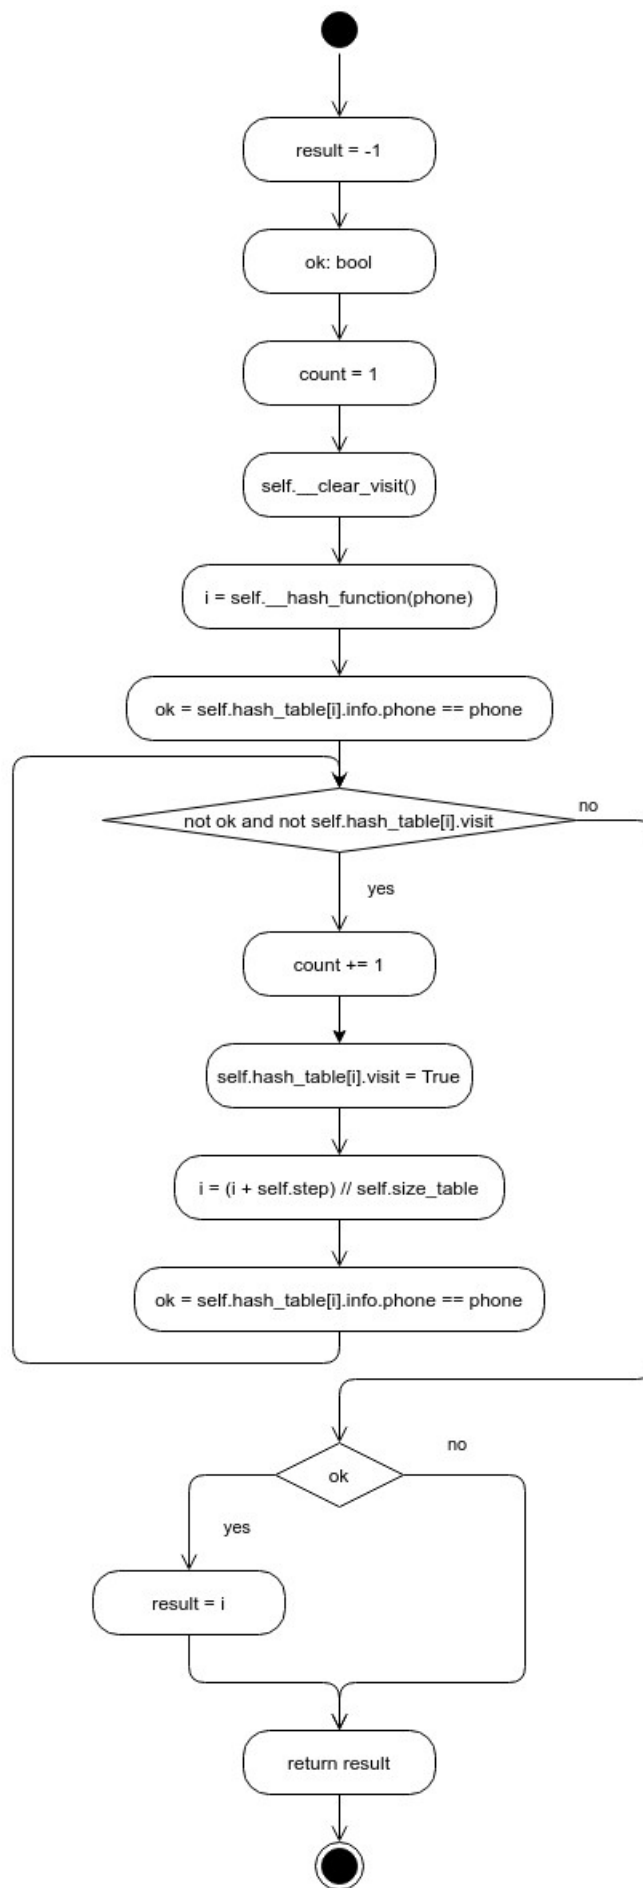 result = -1
ok: bool
count = 1
self.__clear_visit()
i = self.__hash_function(phone)
ok = self.hash_table[i].info.phone == phone
not ok and not self.hash_table[i].visit
no
yes
count += 1
self.hash_table[i].visit = True
i = (i + self.step) // self.size_table
ok = self.hash_table[i].info.phone == phone
ok
no
yes
result = i
return result